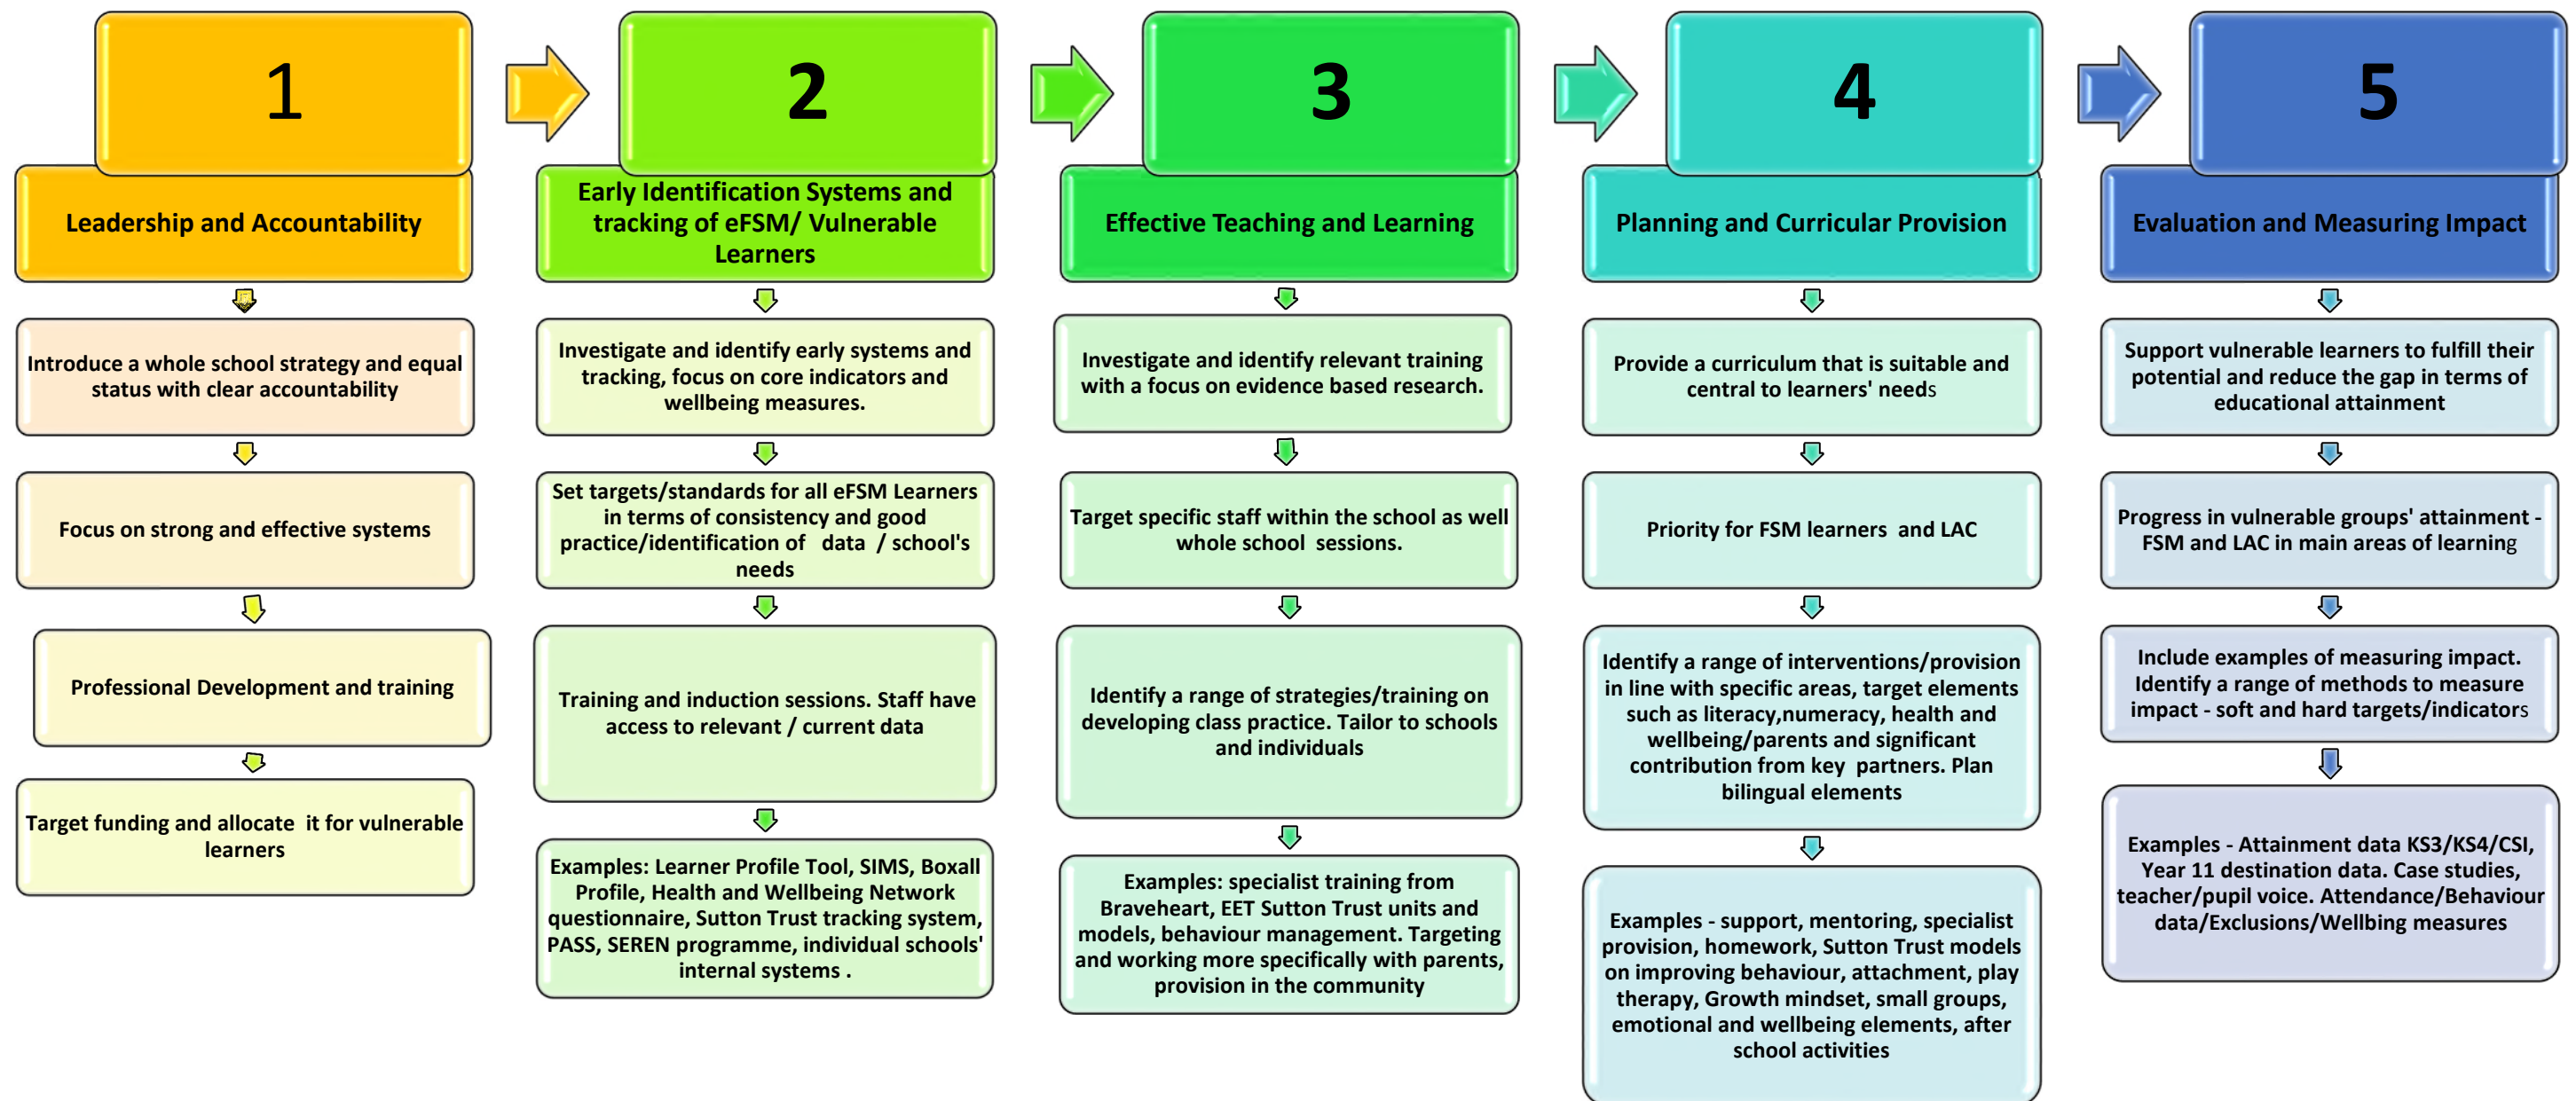 1
Leadership and Accountability
Introduce a whole school strategy and equal
status with clear accountability
Focus on strong and effective systems
Professional Development and training
Target funding and allocate it for vulnerable
learners
2
Early Identification Systems and
tracking of eFSM/ Vulnerable
Learners
Investigate and identify early systems and
tracking, focus on core indicators and
wellbeing measures.
Set targets/standards for all eFSM Learners
in terms of consistency and good
practice/identification of data / school's
needs
Training and induction sessions. Staff have
access to relevant / current data
Examples: Learner Profile Tool, SIMS, Boxall
Profile, Health and Wellbeing Network
questionnaire, Sutton Trust tracking system,
PASS, SEREN programme, individual schools'
internal systems .
3
Effective Teaching and Learning
Investigate and identify relevant training
with a focus on evidence based research.
Target specific staff within the school as well
whole school sessions.
Identify a range of strategies/training on
developing class practice. Tailor to schools
and individuals
Examples: specialist training from
Braveheart, EET Sutton Trust units and
models, behaviour management. Targeting
and working more specifically with parents,
provision in the community
4
Planning and Curricular Provision
Provide a curriculum that is suitable and
central to learners' needs
Priority for FSM learners and LAC
Identify a range of interventions/provision
in line with specific areas, target elements
such as literacy,numeracy, health and
wellbeing/parents and significant
contribution from key partners. Plan
bilingual elements
Examples - support, mentoring, specialist
provision, homework, Sutton Trust models
on improving behaviour, attachment, play
therapy, Growth mindset, small groups,
emotional and wellbeing elements, after
school activities
5
Evaluation and Measuring Impact
Support vulnerable learners to fulfill their
potential and reduce the gap in terms of
educational attainment
Progress in vulnerable groups' attainment -
FSM and LAC in main areas of learning
Include examples of measuring impact.
Identify a range of methods to measure
impact - soft and hard targets/indicators
Examples - Attainment data KS3/KS4/CSI,
Year 11 destination data. Case studies,
teacher/pupil voice. Attendance/Behaviour
data/Exclusions/Wellbing measures